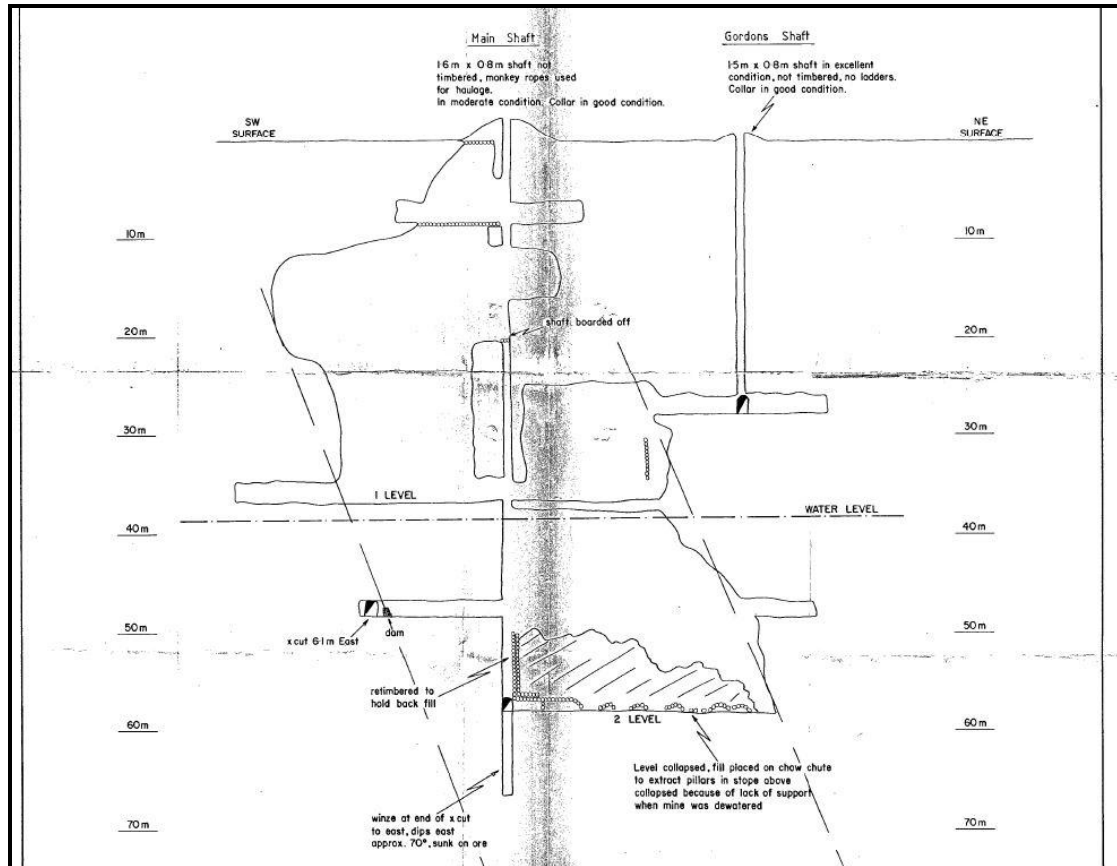 Main Shaft
1·6m x 0·8m shaft not
timbered, monkey ropes used
for haulage.
In moderate condition. Collar in good condition.
Gordons Shaft
1·5m x 0·8m shaft in excellent
condition, not timbered, no ladders.
Collar in good condition.
SW
SURFACE
NE
SURFACE
10m
10m
20m
shaft boarded off
20m
30m
30m
1 LEVEL
WATER LEVEL
40m
40m
50m
50m
x cut 6·1m East
dam
retimbered to
hold back fill
2 LEVEL
60m
60m
Level collapsed, fill placed on chow chute
to extract pillars in stope above
collapsed because of lack of support
when mine was dewatered
winze at end of x cut
to east, dips east
approx. 70°, sunk on ore
70m
70m